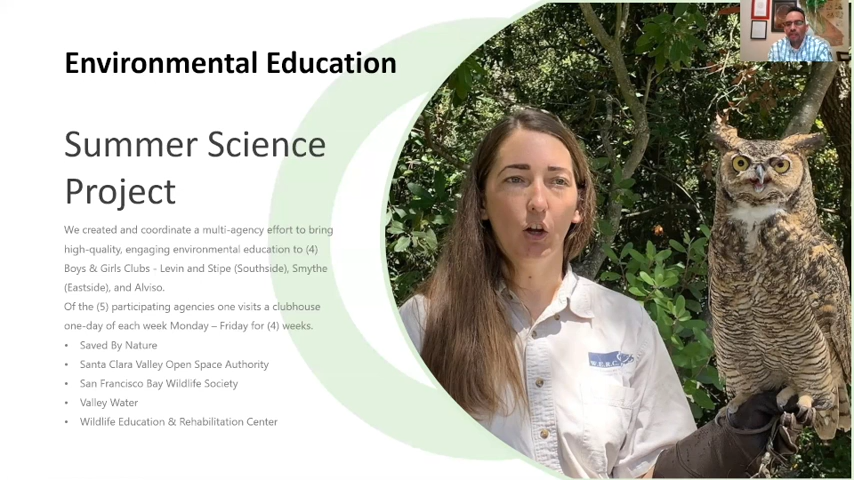 Environmental Education
Summer Science
Project
We created and coordinate a multi-agency effort to bring
high-quality, engaging environmental education to (4)
Boys & Girls Clubs - Levin and Stipe (Southside), Smythe
(Eastside), and Alviso.
Of the (5) participating agencies one visits a clubhouse
one-day of each week Monday – Friday for (4) weeks.
• Saved By Nature
• Santa Clara Valley Open Space Authority
• San Francisco Bay Wildlife Society
• Valley Water
• Wildlife Education & Rehabilitation Center